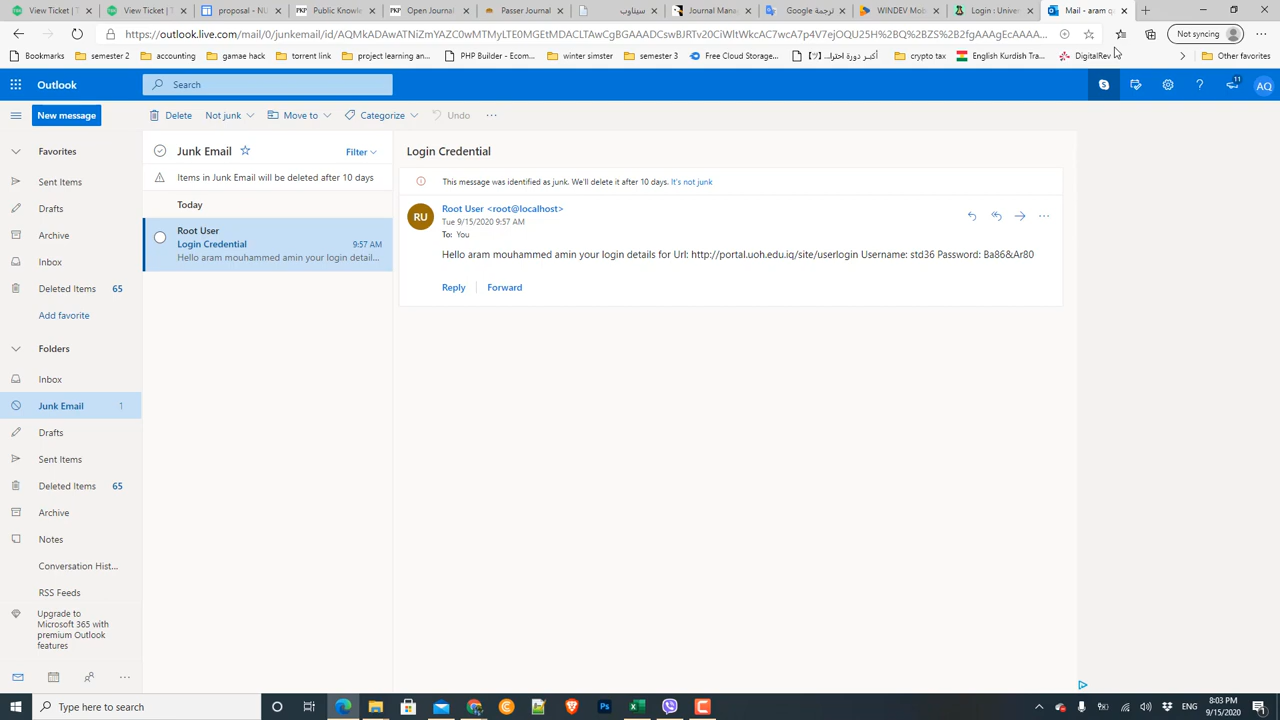 View Ticket | T
View Ticket | T
proposal - NU
Public Knowle
Open Journal
Passer Journal
سيتاوب
Journal Manag
Google ترجمة
WINDEV Mob
Login : Univers
Mail - aram q
https://outlook.live.com/mail/0/junkemail/id/
Not syncing
Bookmarks
semester 2
accounting
gamae hack
torrent link
project learning an...
PHP Builder - Ecom...
winter simster
semester 3
Free Cloud Storage...
crypto tax
English Kurdish Tra...
DigitalRev
Other favorites
Outlook
Search
11
AQ
New message
Delete
Not junk
Move to
Categorize
Undo
Favorites
Sent Items
Drafts
Archive
Inbox
Deleted Items 65
Add favorite
Folders
Inbox
Junk Email 1
Drafts
Sent Items
Deleted Items 65
Archive
Notes
Conversation Hist...
RSS Feeds
Upgrade to
Microsoft 365 with
premium Outlook
features
Junk Email
Filter
Items in Junk Email will be deleted after 10 days
Today
Root User
Login Credential 9:57 AM
Hello aram mouhammed amin your login detail...
Login Credential
This message was identified as junk. We'll delete it after 10 days. It's not junk
RU
Root User <root@localhost>
Tue 9/15/2020 9:57 AM
To: You
Hello aram mouhammed amin your login details for Url: http://portal.uoh.edu.iq/site/userlogin Username: std36 Password: Ba86&Ar80
Reply
Forward
Type here to search
Ps
ENG
8:03 PM
9/15/2020
1